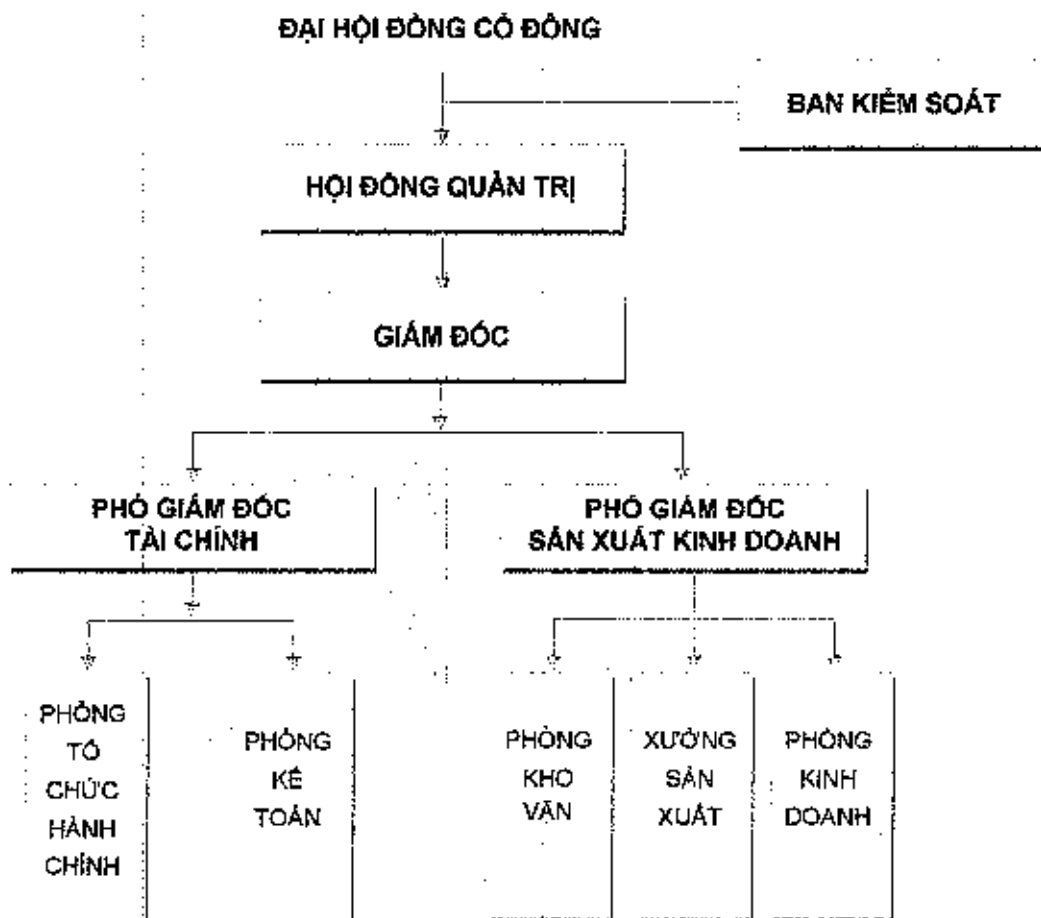 ĐẠI HỘI ĐỒNG CỔ ĐÔNG
BAN KIỂM SOÁT
HỘI ĐỒNG QUẢN TRỊ
GIÁM ĐỐC
PHÓ GIÁM ĐỐC
TÀI CHÍNH
PHÓ GIÁM ĐỐC
SẢN XUẤT KINH DOANH
PHÒNG
TỔ
CHỨC
HÀNH
CHÍNH
PHÒNG
KẾ
TOÁN
PHÒNG
KHO
VẬN
XƯỞNG
SẢN
XUẤT
PHÒNG
KINH
DOANH